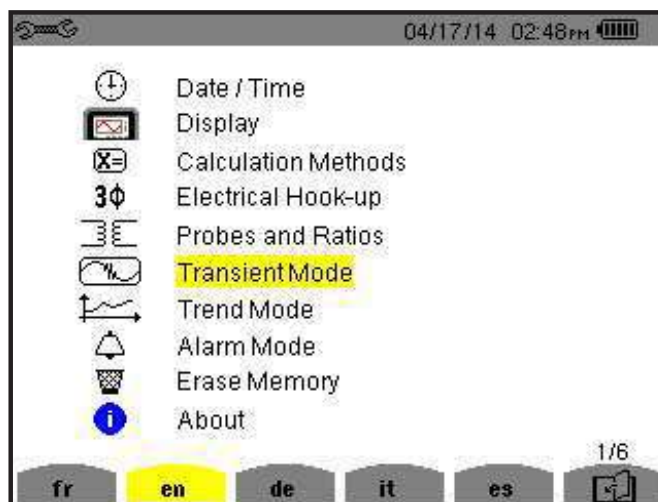 04/17/14 02:48PM
Date / Time
Display
X= Calculation Methods
3Φ Electrical Hook-up
Probes and Ratios
Transient Mode
Trend Mode
Alarm Mode
Erase Memory
i About
1/6
fr en de it es